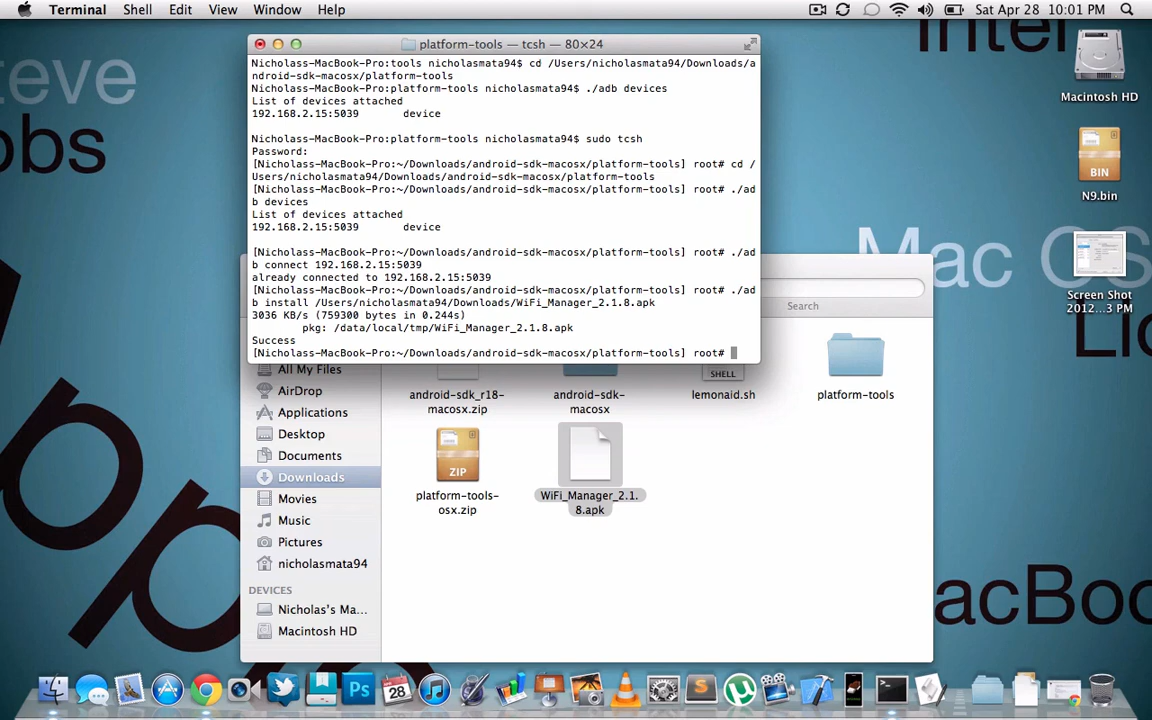 Terminal Shell Edit View Window Help
Sat Apr 28 10:01 PM
platform-tools — tcsh — 80×24
Nicholass-MacBook-Pro:tools nicholasmata94$ cd /Users/nicholasmata94/Downloads/a
ndroid-sdk-macosx/platform-tools
Nicholass-MacBook-Pro:platform-tools nicholasmata94$ ./adb devices
List of devices attached
192.168.2.15:5039 device
Nicholass-MacBook-Pro:platform-tools nicholasmata94$ sudo tcsh
Password:
[Nicholass-MacBook-Pro:~/Downloads/android-sdk-macosx/platform-tools] root# cd /
Users/nicholasmata94/Downloads/android-sdk-macosx/platform-tools
[Nicholass-MacBook-Pro:~/Downloads/android-sdk-macosx/platform-tools] root# ./ad
b devices
List of devices attached
192.168.2.15:5039 device
[Nicholass-MacBook-Pro:~/Downloads/android-sdk-macosx/platform-tools] root# ./ad
b connect 192.168.2.15:5039
already connected to 192.168.2.15:5039
[Nicholass-MacBook-Pro:~/Downloads/android-sdk-macosx/platform-tools] root# ./ad
b install /Users/nicholasmata94/Downloads/WiFi_Manager_2.1.8.apk
3036 KB/s (759300 bytes in 0.244s)
pkg: /data/local/tmp/WiFi_Manager_2.1.8.apk
Success
[Nicholass-MacBook-Pro:~/Downloads/android-sdk-macosx/platform-tools] root#
Search
All My Files
AirDrop
Applications
Desktop
Documents
Downloads
Movies
Music
Pictures
nicholasmata94
DEVICES
Nicholas's Ma...
Macintosh HD
android-sdk_r18-
macosx.zip
android-sdk-
macosx
SHELL
lemonaid.sh
platform-tools
ZIP
platform-tools-
osx.zip
WiFi_Manager_2.1.
8.apk
Macintosh HD
BIN
N9.bin
Screen Shot
2012...3 PM
teve
obs
Mac OS
acBoo
Ps
28